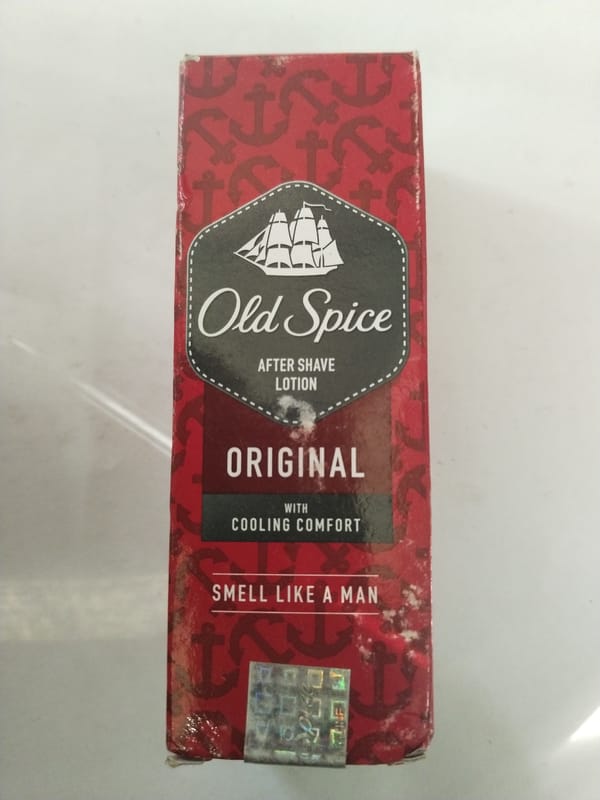 Old Spice
AFTER SHAVE
LOTION
ORIGINAL
WITH
COOLING COMFORT
SMELL LIKE A MAN